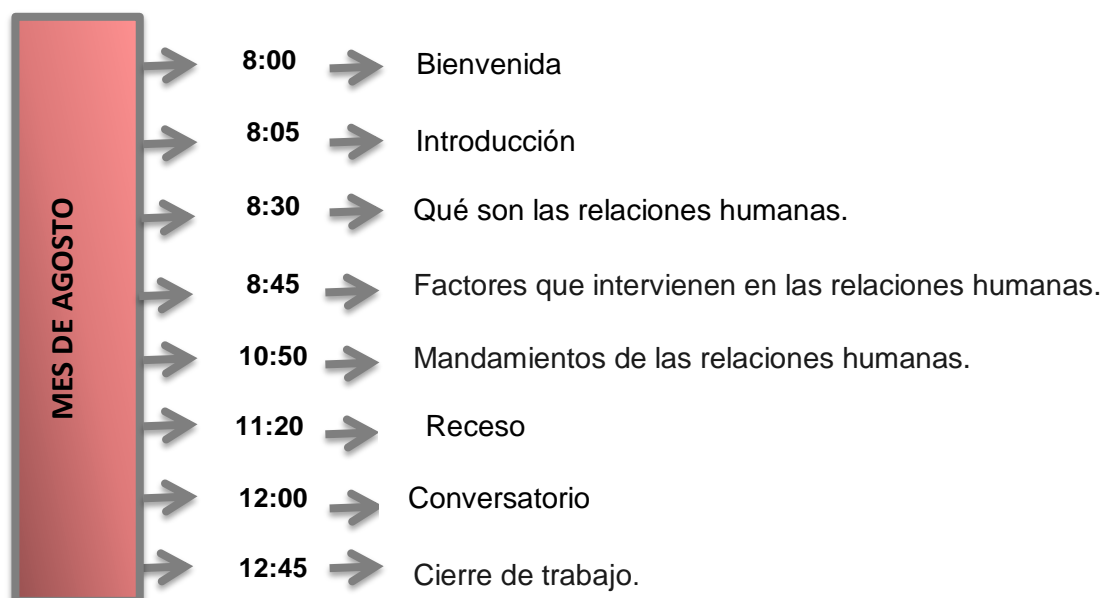 MES DE AGOSTO
8:00 Bienvenida
8:05 Introducción
8:30 Qué son las relaciones humanas.
8:45 Factores que intervienen en las relaciones humanas.
10:50 Mandamientos de las relaciones humanas.
11:20 Receso
12:00 Conversatorio
12:45 Cierre de trabajo.